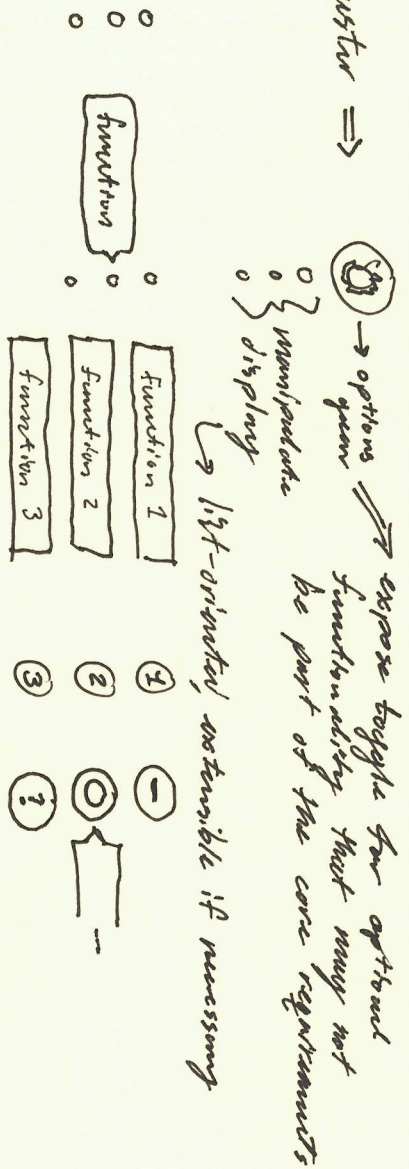 uster ⇒
→ options gear
⇒ expose toggle for optional
functionality that may not
be part of the core requirements
manipulate
display
↳ list-oriented, extensible if necessary
function
function 1
function 2
function 3
1
2
3
—
?